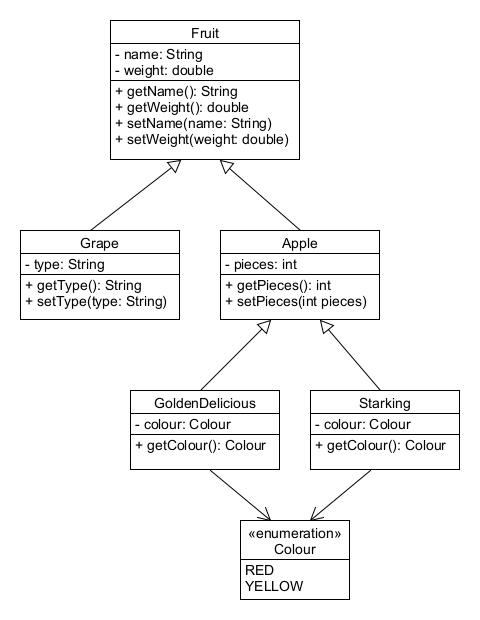 Fruit
- name: String
- weight: double
+ getName(): String
+ getWeight(): double
+ setName(name: String)
+ setWeight(weight: double)
Grape
- type: String
+ getType(): String
+ setType(type: String)
Apple
- pieces: int
+ getPieces(): int
+ setPieces(int pieces)
GoldenDelicious
- colour: Colour
+ getColour(): Colour
Starking
- colour: Colour
+ getColour(): Colour
«enumeration»
Colour
RED
YELLOW